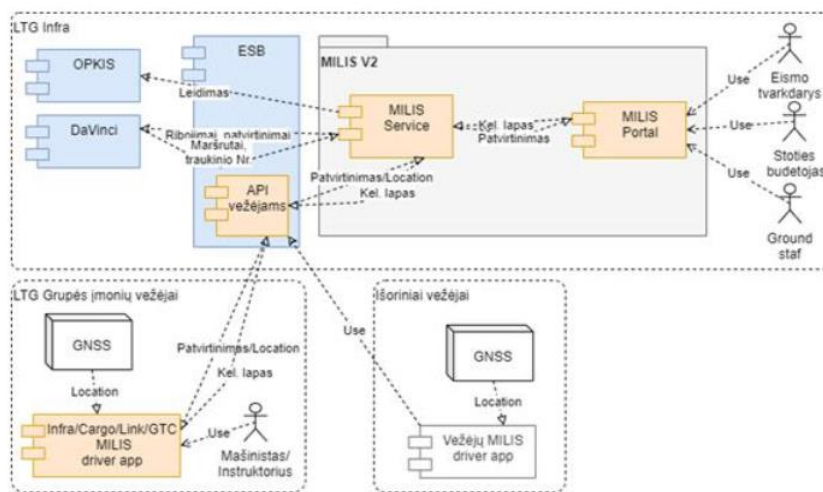 LTG Infra
OPKIS
ESB
MILIS V2
Eismo
tvarkdarys
Use
Leidimas
MILIS
Service
MILIS
Portal
Kel. lapas
Patvirtinimas
Use
Stoties
budetojas
DaVinci
Ribojimai, patvirtinimai
Maršrutai,
traukinio Nr.
Patvirtinimas/Location
Kel. lapas
API
vežėjams
Use
Ground
staf
LTG Grupės įmonių vežėjai
Išoriniai vežėjai
GNSS
Patvirtinimas/Location
Kel. lapas
Use
GNSS
Location
Location
Infra/Cargo/Link/GTC
MILIS
driver app
Use
Mašinistas/
Instruktorius
Vežėjų MILIS
driver app